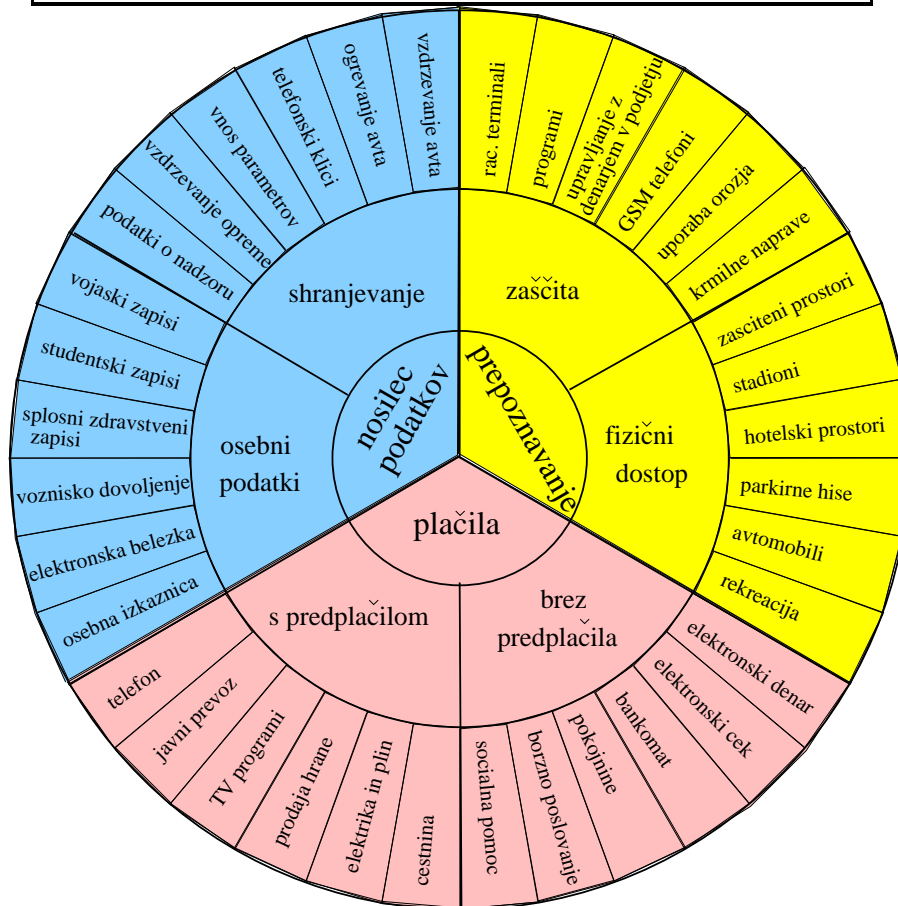 nosilec
podatkov
shranjevanje
podatki o nadzoru
vzdrzevanje opreme
vnos parametrov
telefonski klici
ogrevanje avta
vzdrzevanje avta
osebni
podatki
vojaski zapisi
studentski zapisi
splosni zdravstveni
zapisi
voznisko dovoljenje
elektronska belezka
osebna izkaznica
prepoznavanje
zaščita
rac. terminali
programi
upravljanje z
denarjem v podjetju
GSM telefoni
uporaba orozja
krmilne naprave
fizični
dostop
zasciteni prostori
stadioni
hotelski prostori
parkirne hise
avtomobili
rekreacija
plačila
s predplačilom
telefon
javni prevoz
TV programi
prodaja hrane
elektrika in plin
cestnina
brez
predplačila
socialna pomoc
borzno poslovanje
pokojnine
bankomat
elektronski cek
elektronski denar